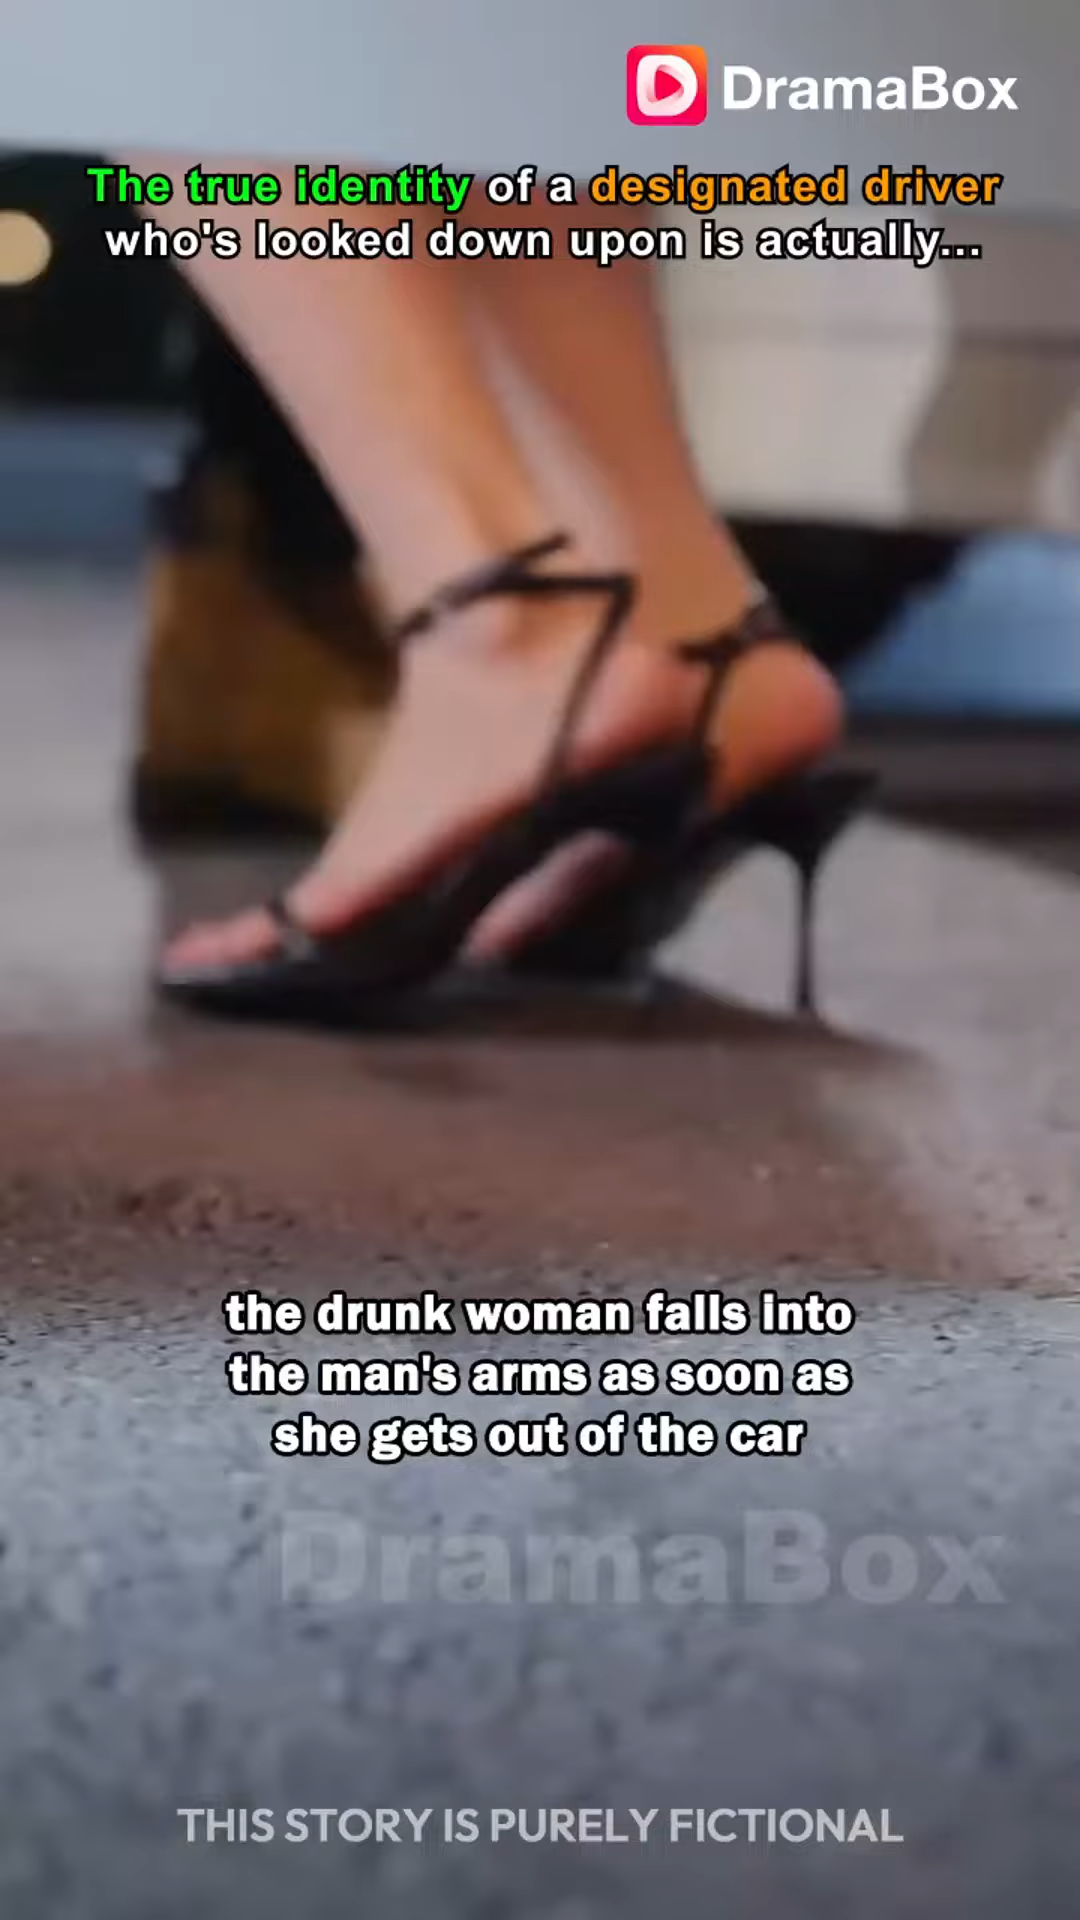 DramaBox
The true identity of a designated driver
who's looked down upon is actually...
the drunk woman falls into
the man's arms as soon as
she gets out of the car
DramaBox
THIS STORY IS PURELY FICTIONAL